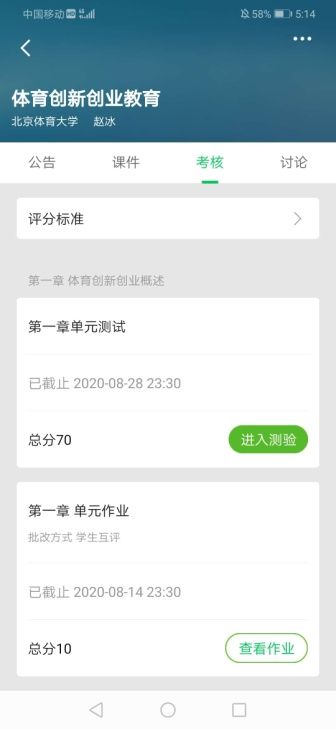 中国移动 HD 58% 5:14
体育创新创业教育
北京体育大学 赵冰
公告 课件 考核 讨论
评分标准
第一章 体育创新创业概述
第一章单元测试
已截止 2020-08-28 23:30
总分70 进入测验
第一章 单元作业
批改方式 学生互评
已截止 2020-08-14 23:30
总分10 查看作业